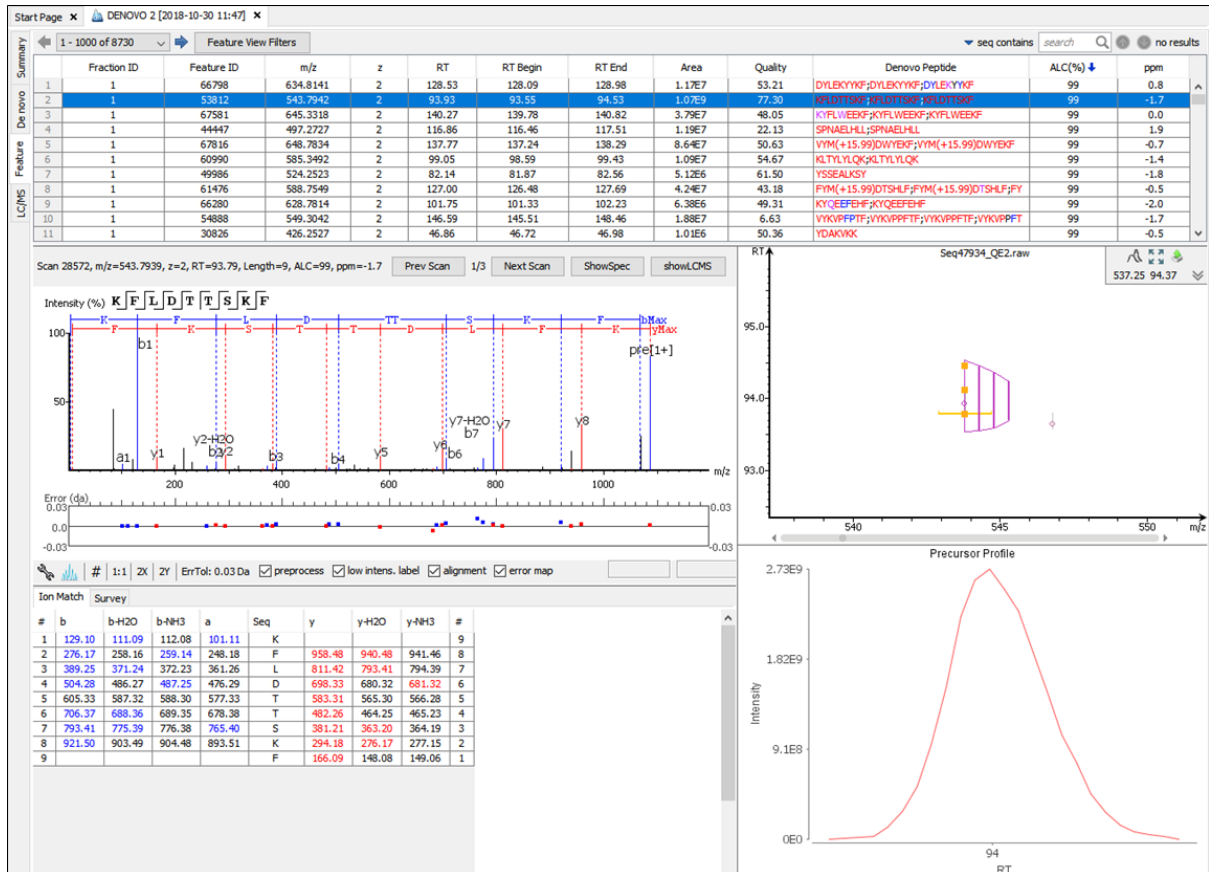 Start Page ✕ DENOVO 2 [2018-10-30 11:47] ✕
Summary
Denovo
Feature
LC/MS
1 - 1000 of 8730 Feature View Filters seq contains search no results
Fraction ID Feature ID m/z z RT RT Begin RT End Area Quality Denovo Peptide ALC(%) ppm
1 1 66798 634.8141 2 128.53 128.09 128.98 1.17E7 53.21 DYLEKYYKF;DYLEKYYKF;DYLEKYYKF 99 0.8
2 1 53812 543.7942 2 93.93 93.55 94.53 1.07E9 77.30 KFLDTTSKF;KFLDTTSKF;KFLDTTSKF 99 -1.7
3 1 67581 645.3318 2 140.27 139.78 140.82 3.79E7 48.05 KYFLWEEKF;KYFLWEEKF;KYFLWEEKF 99 0.0
4 1 44447 497.2727 2 116.86 116.46 117.51 1.19E7 22.13 SPNAELHLL;SPNAELHLL 99 1.9
5 1 67816 648.7834 2 137.77 137.24 138.29 8.64E7 50.63 VYM(+15.99)DWYEKF;VYM(+15.99)DWYEKF 99 -0.7
6 1 60990 585.3492 2 99.05 98.59 99.43 1.09E7 54.67 KLTYLYLQK;KLTYLYLQK 99 -1.4
7 1 49986 524.2523 2 82.14 81.87 82.56 5.12E6 61.50 YSSEALKSY 99 -1.8
8 1 61476 588.7549 2 127.00 126.48 127.69 4.24E7 43.18 FYM(+15.99)DTSHLF;FYM(+15.99)DTSHLF;FY 99 -0.5
9 1 66280 628.7814 2 101.75 101.33 102.23 6.38E6 49.31 KYQEEFEHF;KYQEEFEHF 99 -2.0
10 1 54888 549.3042 2 146.59 145.51 148.46 1.88E7 6.63 VYKVPFPTF;VYKVPPFTF;VYKVPPFTF;VYKVPPFT 99 -1.7
11 1 30826 426.2527 2 46.86 46.72 46.98 1.01E6 50.36 YDAKVKK 99 -0.5
Scan 28572, m/z=543.7939, z=2, RT=93.79, Length=9, ALC=99, ppm=-1.7 Prev Scan 1/3 Next Scan ShowSpec showLCMS
Intensity (%) K F L D T T S K F
K F L D TT S K F bMax
F K S T T D L F K yMax
100
50
b1
pre[1+]
a1 y1 y2-H2O b2 y2 b3 b4 y5 y6 b6 y7-H2O b7 y7 y8
200 400 600 800 1000 m/z
Error (da)
0.03 0.03
0.0
-0.03 -0.03
# 1:1 2X 2Y ErrTol: 0.03 Da preprocess low intens. label alignment error map
Ion Match Survey
# b b-H2O b-NH3 a Seq y y-H2O y-NH3 #
1 129.10 111.09 112.08 101.11 K 9
2 276.17 258.16 259.14 248.18 F 958.48 940.48 941.46 8
3 389.25 371.24 372.23 361.26 L 811.42 793.41 794.39 7
4 504.28 486.27 487.25 476.29 D 698.33 680.32 681.32 6
5 605.33 587.32 588.30 577.33 T 583.31 565.30 566.28 5
6 706.37 688.36 689.35 678.38 T 482.26 464.25 465.23 4
7 793.41 775.39 776.38 765.40 S 381.21 363.20 364.19 3
8 921.50 903.49 904.48 893.51 K 294.18 276.17 277.15 2
9 F 166.09 148.08 149.06 1
RT
Seq47934_QE2.raw
537.25 94.37
95.0
94.0
93.0
540 545 550 m/z
Precursor Profile
2.73E9
1.82E9
9.1E8
0E0
Intensity
94
RT